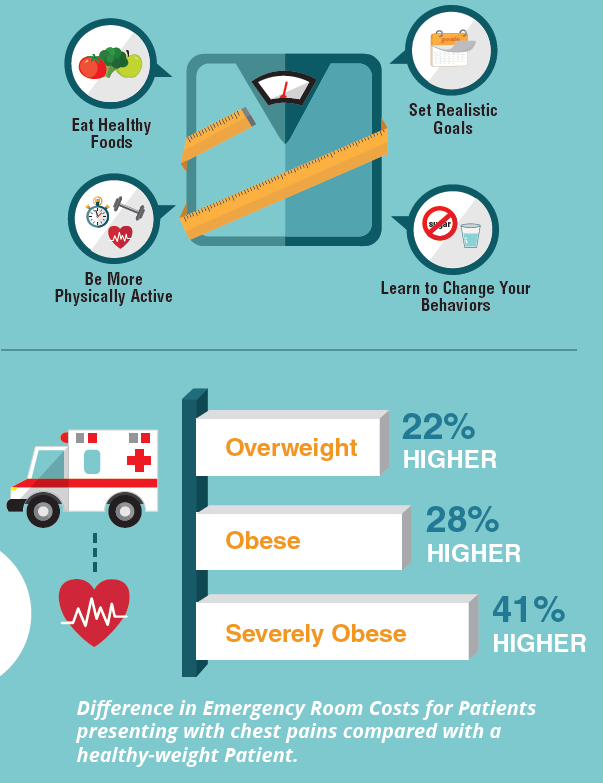 Eat Healthy
Foods
Set Realistic
Goals
goals
Be More
Physically Active
sugar
Learn to Change Your
Behaviors
Overweight
22%
HIGHER
Obese
28%
HIGHER
Severely Obese
41%
HIGHER
Difference in Emergency Room Costs for Patients
presenting with chest pains compared with a
healthy-weight Patient.